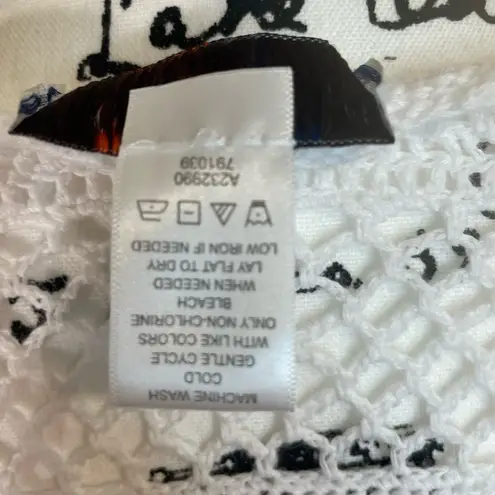 MACHINE WASH
COLD
GENTLE CYCLE
WITH LIKE COLORS
ONLY NON-CHLORINE
BLEACH
WHEN NEEDED
LAY FLAT TO DRY
LOW IRON IF NEEDED
A232990
791039